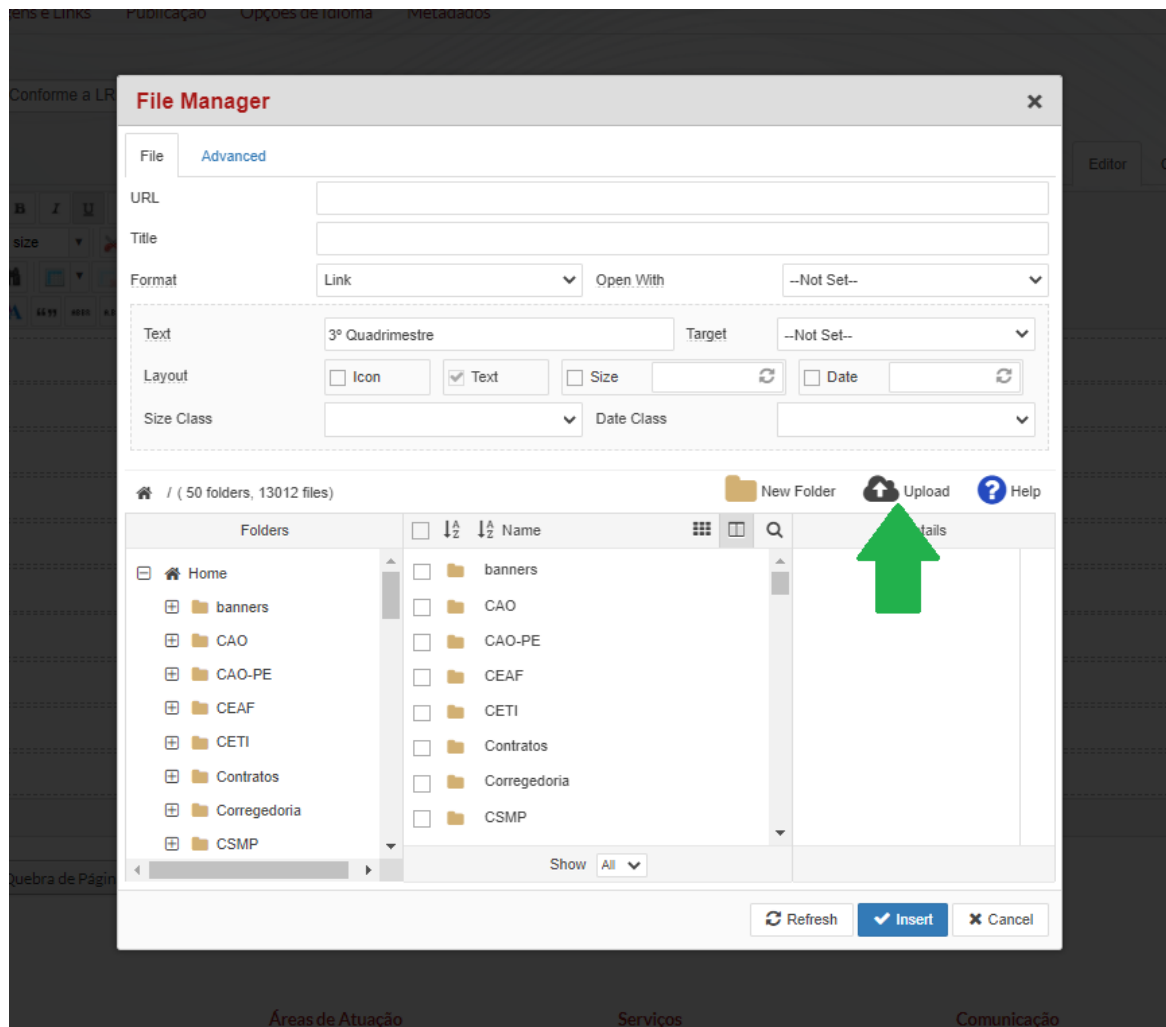 ens e Links Publicação Opções de Idioma Metadados
Conforme a LR
File Manager
File Advanced
Editor
URL
B I U
size
Title
Format Link Open With --Not Set--
Text 3º Quadrimestre Target --Not Set--
Layout Icon Text Size Date
Size Class Date Class
/ ( 50 folders, 13012 files) New Folder Upload Help
Folders Name tails
Home
banners
CAO
CAO-PE
CEAF
CETI
Contratos
Corregedoria
CSMP
banners
CAO
CAO-PE
CEAF
CETI
Contratos
Corregedoria
CSMP
Show All
Quebra de Págin
Refresh Insert Cancel
Áreas de Atuação Serviços Comunicação